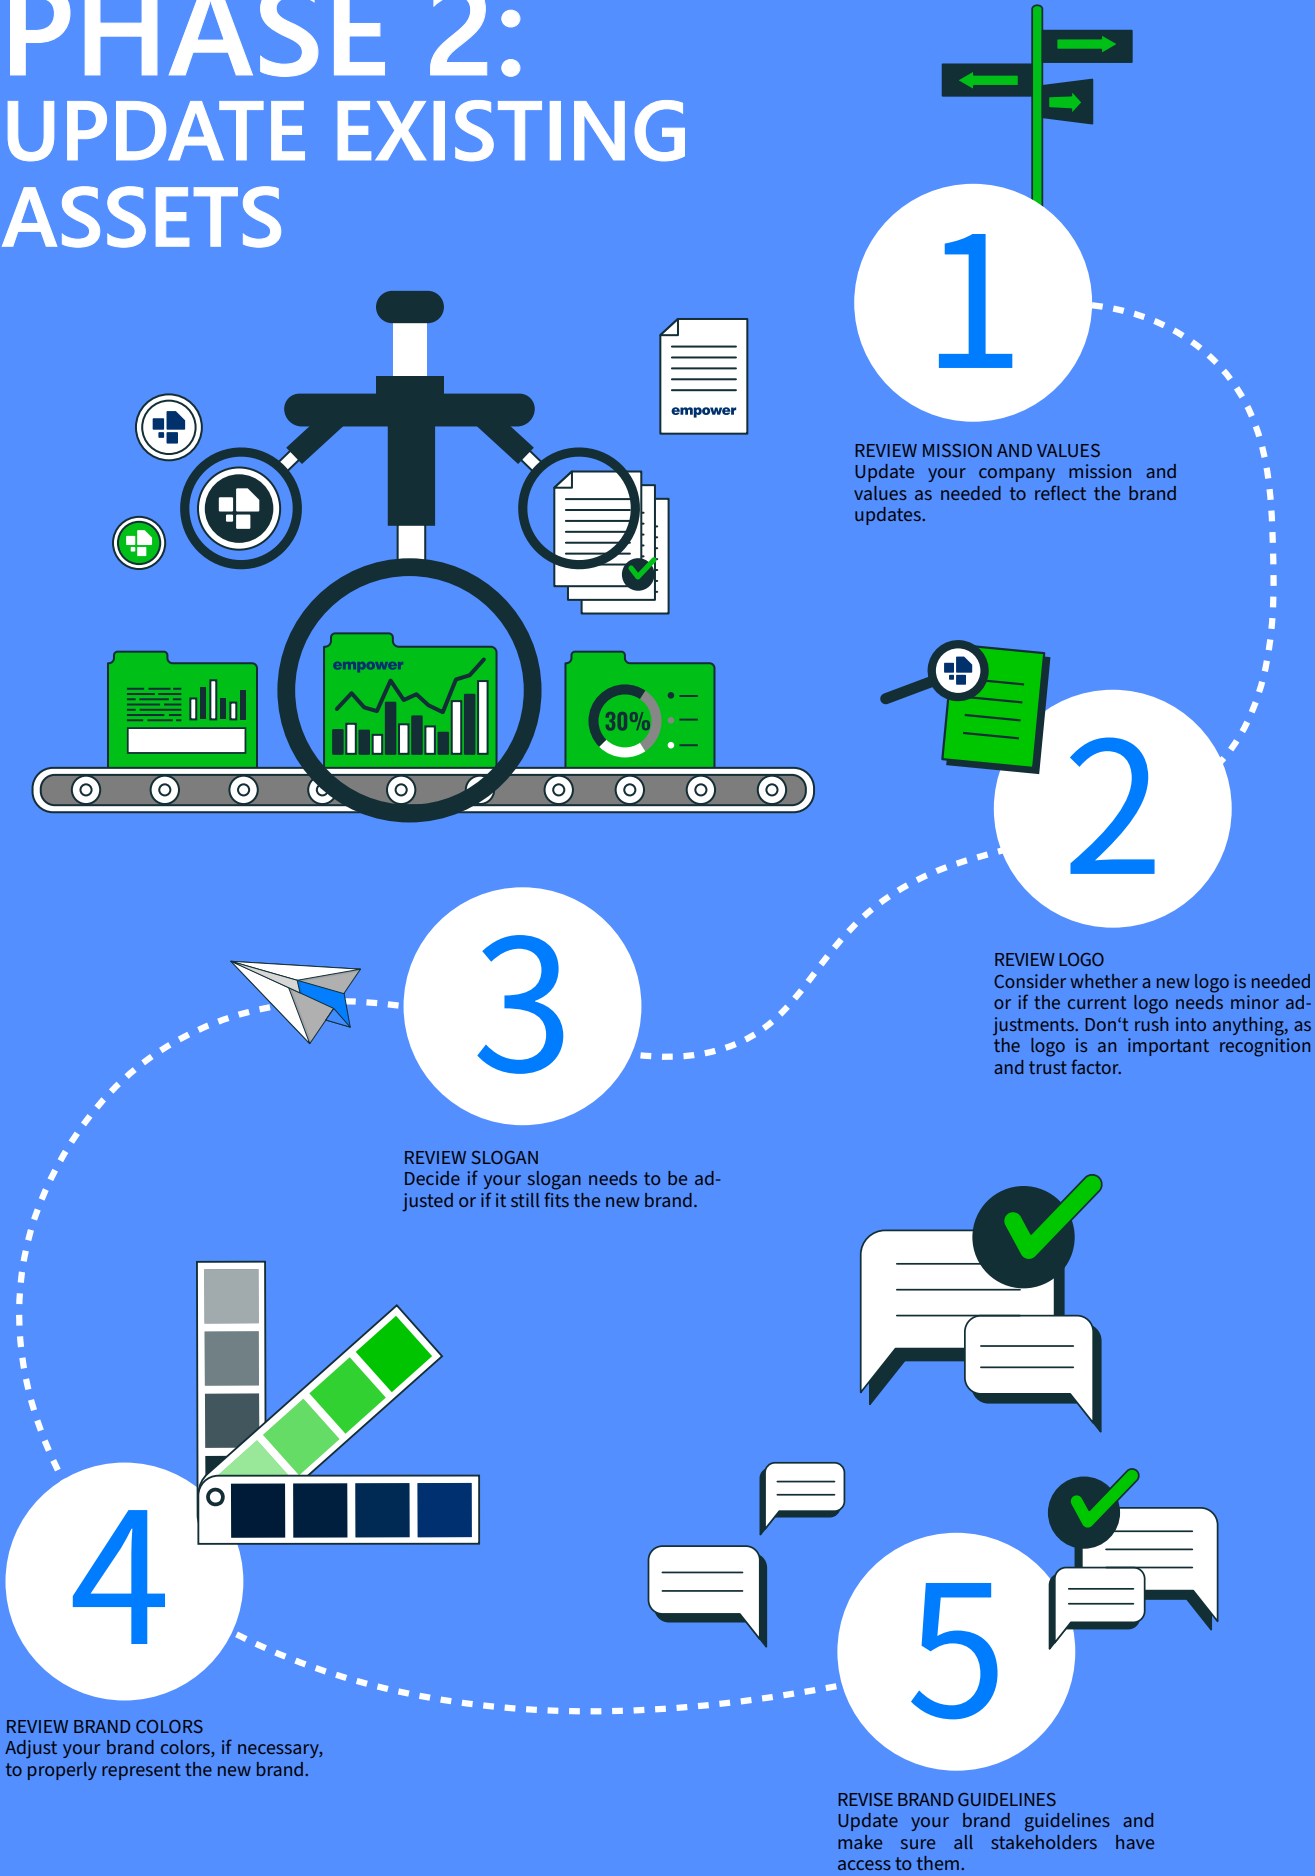 PHASE 2:
UPDATE EXISTING
ASSETS
empower
empower
30%
1
REVIEW MISSION AND VALUES
Update your company mission and
values as needed to reflect the brand
updates.
2
REVIEW LOGO
Consider whether a new logo is needed
or if the current logo needs minor ad-
justments. Don‘t rush into anything, as
the logo is an important recognition
and trust factor.
3
REVIEW SLOGAN
Decide if your slogan needs to be ad-
justed or if it still fits the new brand.
4
REVIEW BRAND COLORS
Adjust your brand colors, if necessary,
to properly represent the new brand.
5
REVISE BRAND GUIDELINES
Update your brand guidelines and
make sure all stakeholders have
access to them.